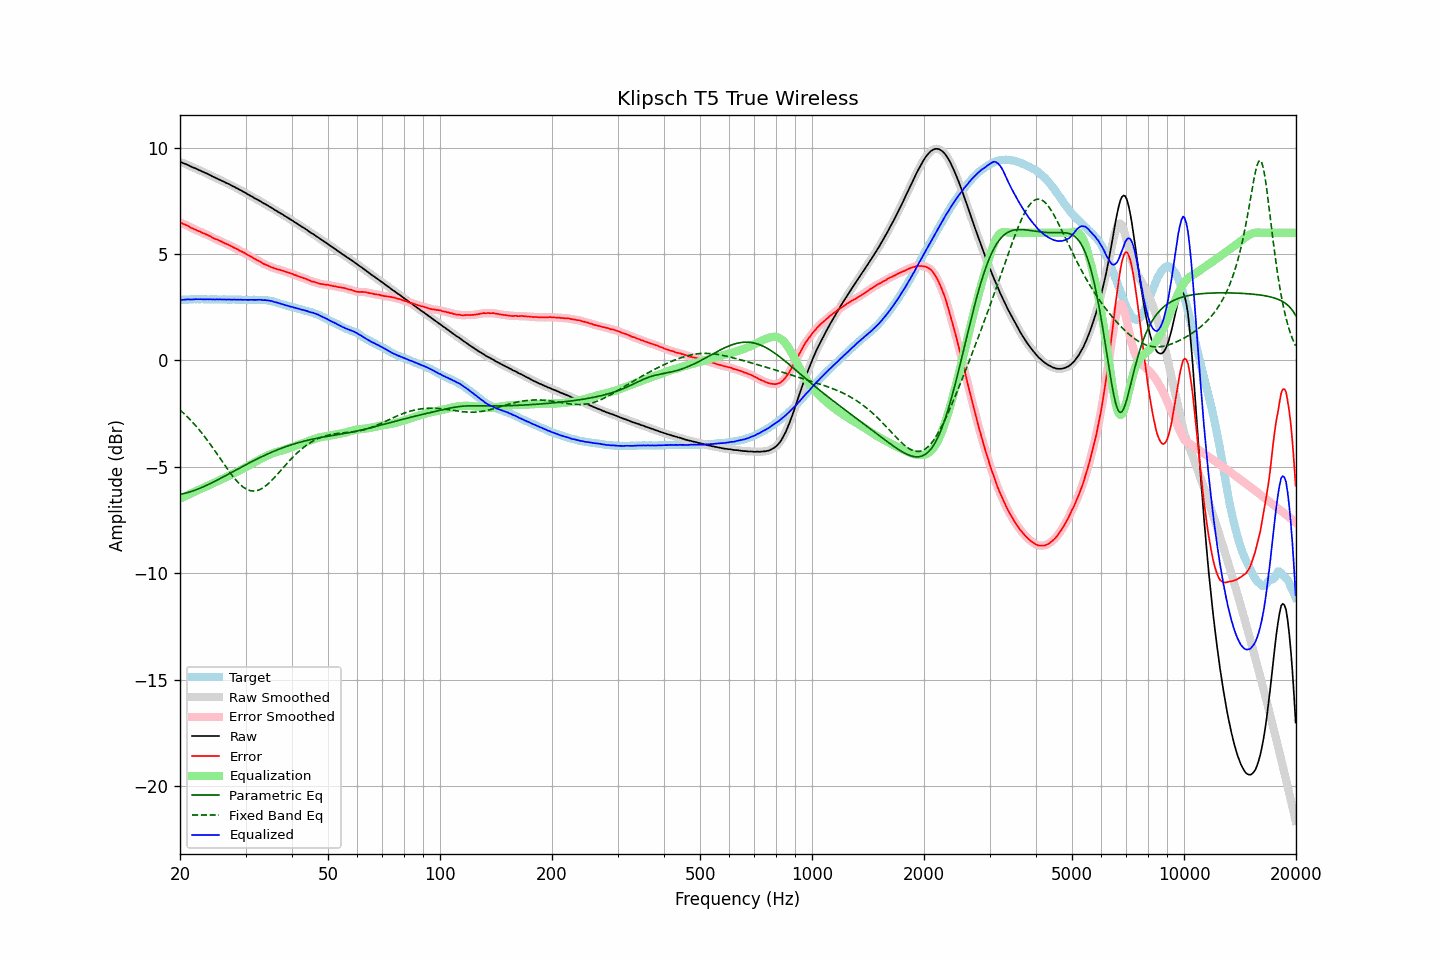 Klipsch T5 True Wireless
10
5
0
−5
−10
−15
−20
Amplitude (dBr)
Target
Raw Smoothed
Error Smoothed
Raw
Error
Equalization
Parametric Eq
Fixed Band Eq
Equalized
20 50 100 200 500 1000 2000 5000 10000 20000
Frequency (Hz)